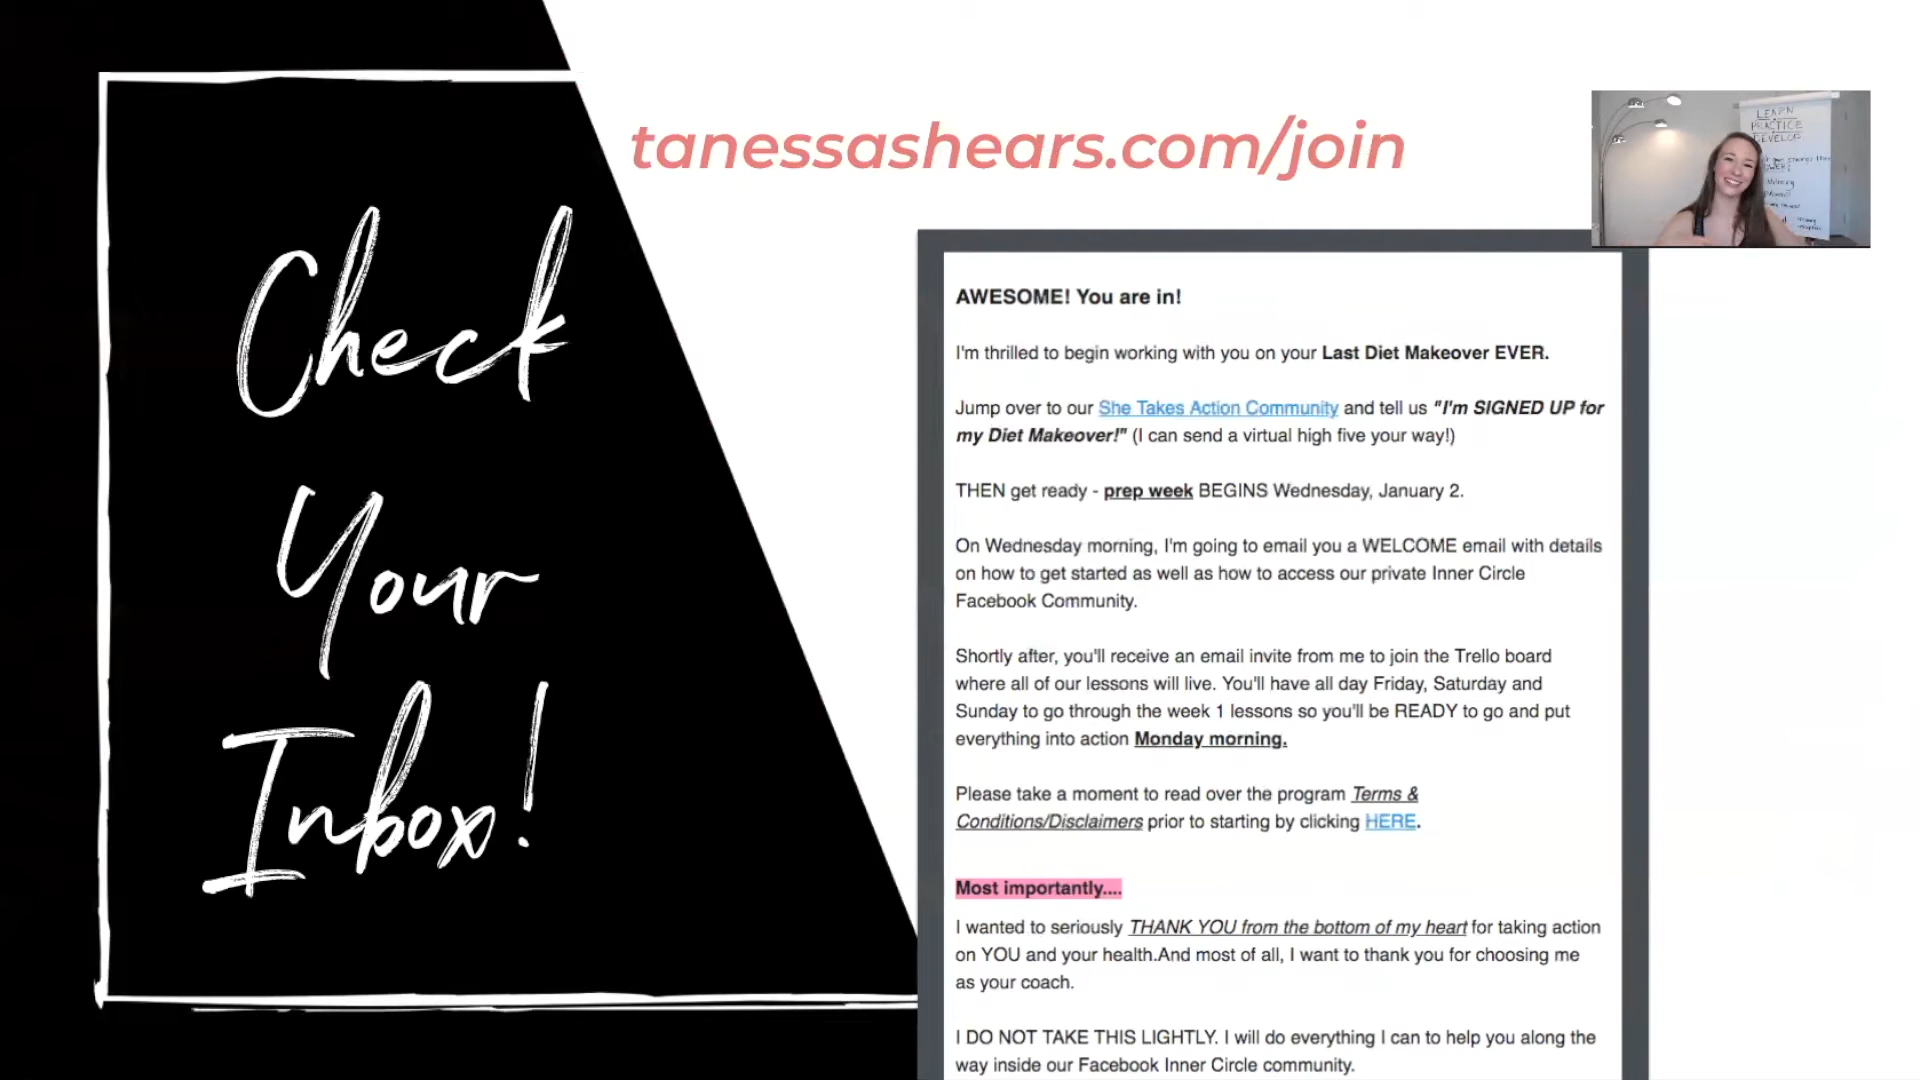 tanessashears.com/join
Check
Your
Inbox!
LEARN
PRACTICE
DEVELOP
AWESOME! You are in!
I'm thrilled to begin working with you on your Last Diet Makeover EVER.
Jump over to our She Takes Action Community and tell us "I'm SIGNED UP for
my Diet Makeover!" (I can send a virtual high five your way!)
THEN get ready - prep week BEGINS Wednesday, January 2.
On Wednesday morning, I'm going to email you a WELCOME email with details
on how to get started as well as how to access our private Inner Circle
Facebook Community.
Shortly after, you'll receive an email invite from me to join the Trello board
where all of our lessons will live. You'll have all day Friday, Saturday and
Sunday to go through the week 1 lessons so you'll be READY to go and put
everything into action Monday morning.
Please take a moment to read over the program Terms &
Conditions/Disclaimers prior to starting by clicking HERE.
Most importantly....
I wanted to seriously THANK YOU from the bottom of my heart for taking action
on YOU and your health.And most of all, I want to thank you for choosing me
as your coach.
I DO NOT TAKE THIS LIGHTLY. I will do everything I can to help you along the
way inside our Facebook Inner Circle community.